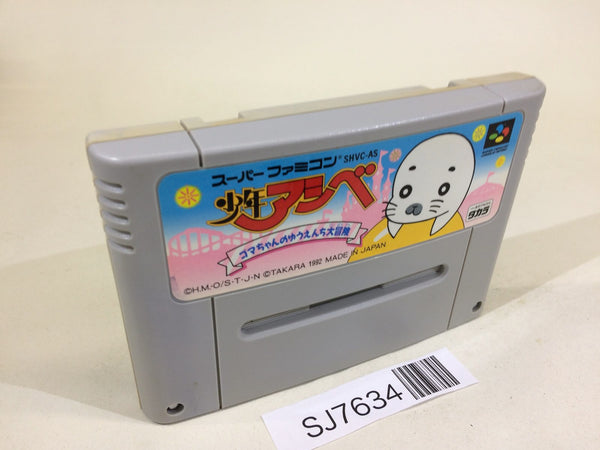 スーパー ファミコン® SHVC-AS
少年アシベ
ゴマちゃんのゆうえんち大冒険
タカラ
©H.M.-O/S・T・J-N ©TAKARA 1992 MADE IN JAPAN
SJ7634